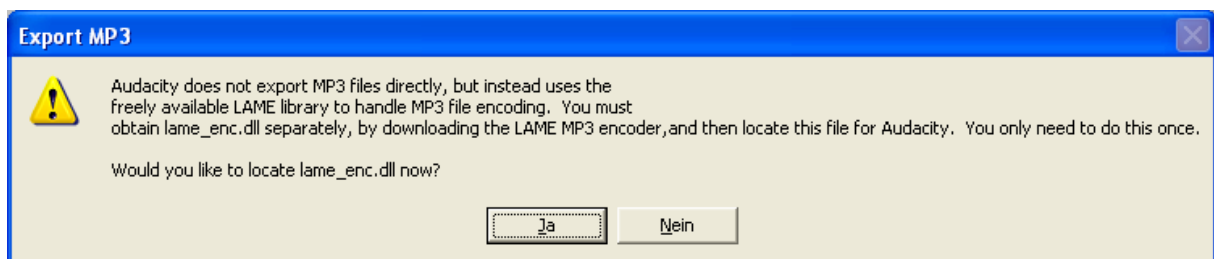 Export MP3
Audacity does not export MP3 files directly, but instead uses the
freely available LAME library to handle MP3 file encoding.  You must
obtain lame_enc.dll separately, by downloading the LAME MP3 encoder,and then locate this file for Audacity.  You only need to do this once.
Would you like to locate lame_enc.dll now?
Ja
Nein